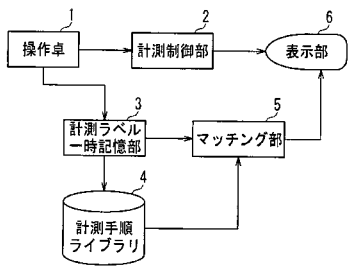 1
操作卓
2
計測制御部
6
表示部
3
計測ラベル
一時記憶部
5
マッチング部
4
計測手順
ライブラリ